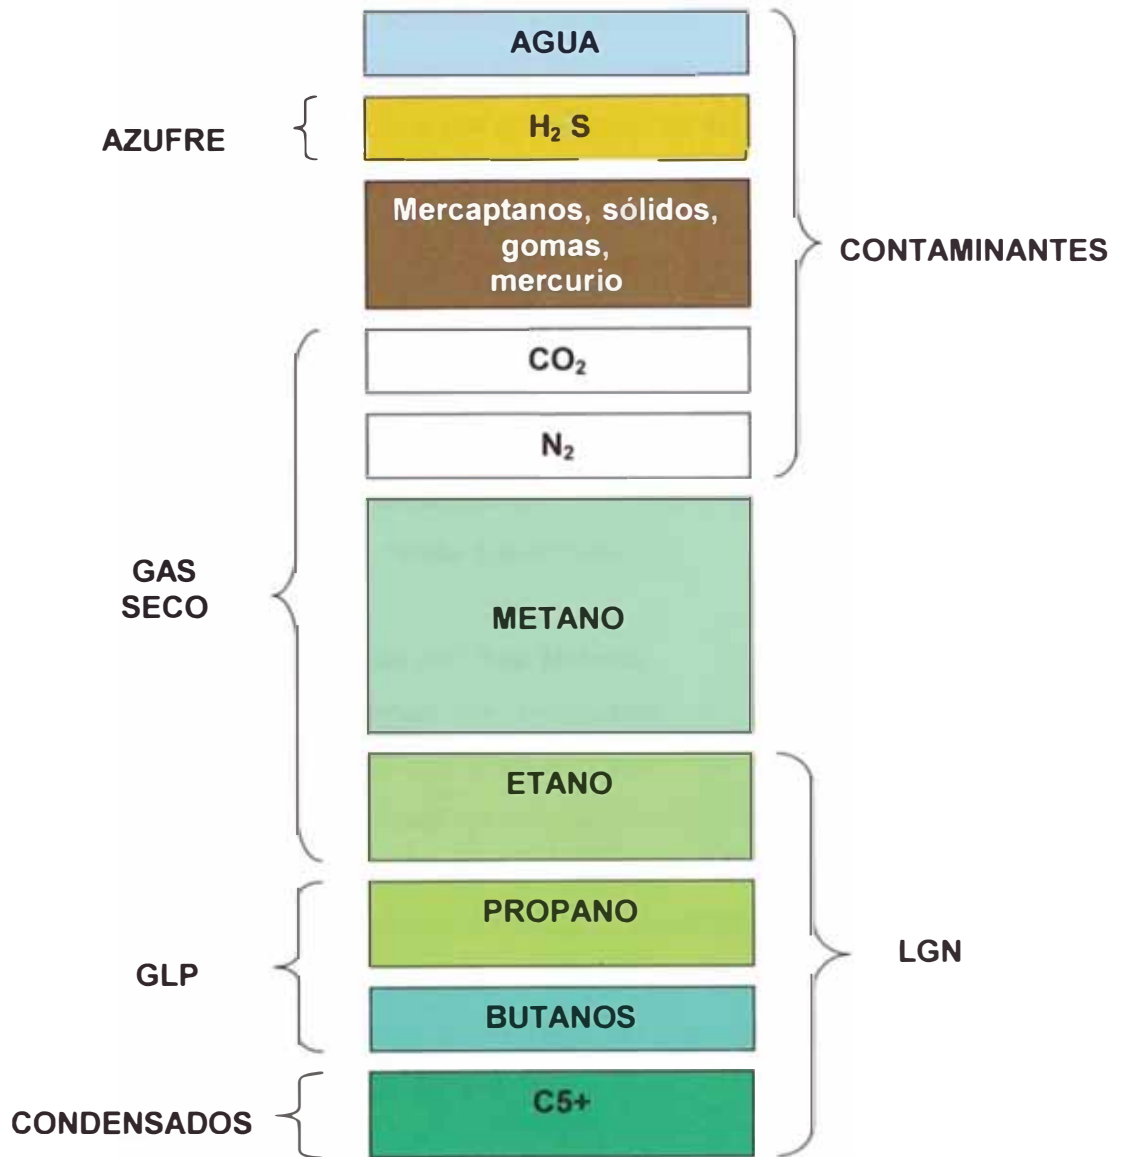 AGUA
AZUFRE
H₂ S
Mercaptanos, sólidos,
gomas,
mercurio
CONTAMINANTES
CO₂
N₂
GAS
SECO
METANO
ETANO
PROPANO
GLP
LGN
BUTANOS
C5+
CONDENSADOS